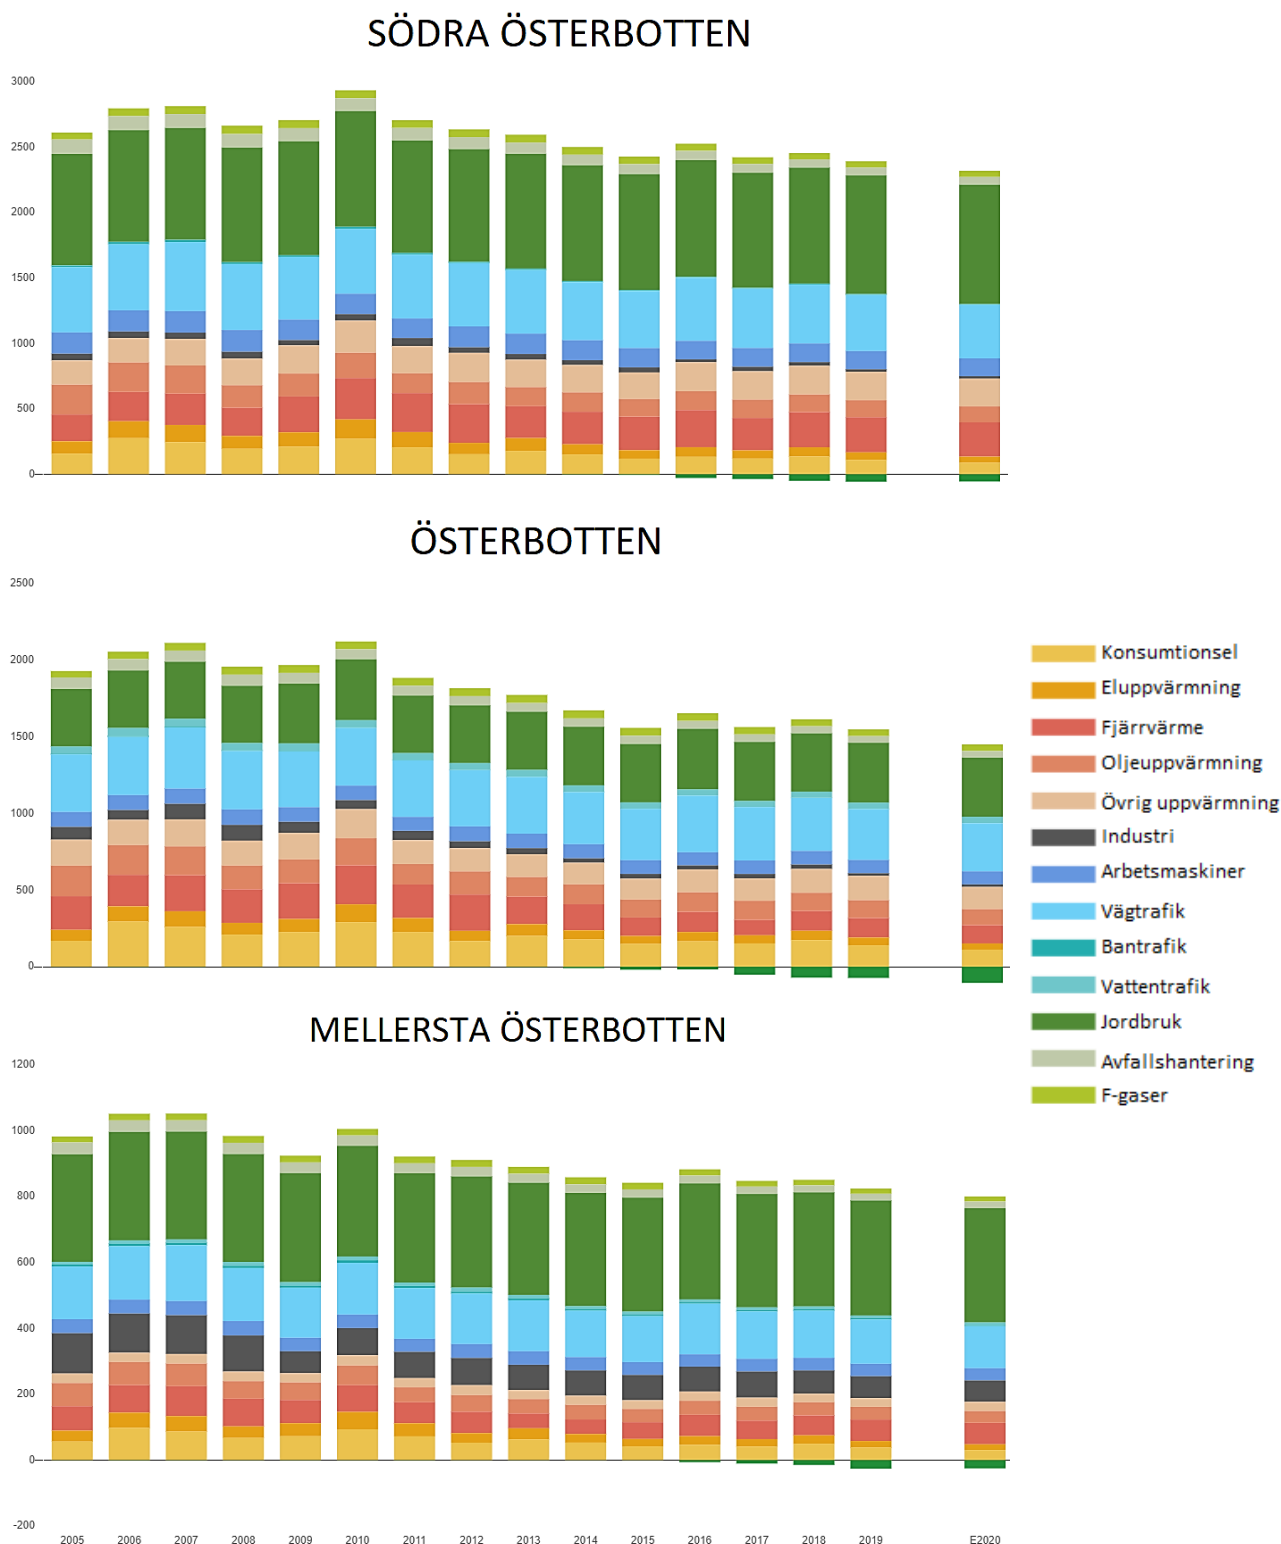 SÖDRA ÖSTERBOTTEN
3000
2500
2000
1500
1000
500
0
ÖSTERBOTTEN
2500
2000
1500
1000
500
0
Konsumtionsel
Eluppvärmning
Fjärrvärme
Oljeuppvärmning
Övrig uppvärmning
Industri
Arbetsmaskiner
Vägtrafik
Bantrafik
Vattentrafik
Jordbruk
Avfallshantering
F-gaser
MELLERSTA ÖSTERBOTTEN
1200
1000
800
600
400
200
0
-200
2005 2006 2007 2008 2009 2010 2011 2012 2013 2014 2015 2016 2017 2018 2019 E2020